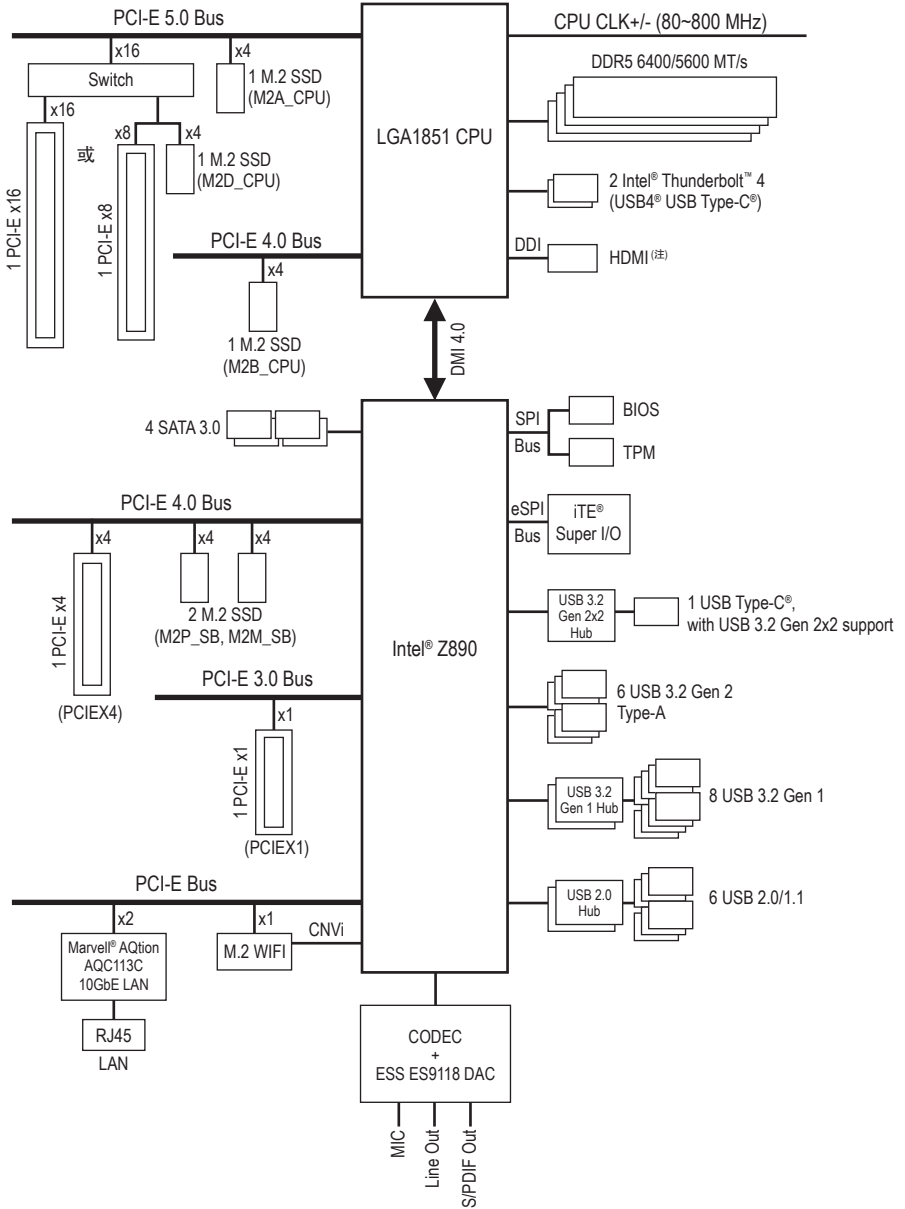 PCI-E 5.0 Bus
CPU CLK+/- (80~800 MHz)
x16
x4
Switch
1 M.2 SSD
(M2A_CPU)
DDR5 6400/5600 MT/s
LGA1851 CPU
x16
或
x8
x4
1 M.2 SSD
(M2D_CPU)
1 PCI-E x16
1 PCI-E x8
2 Intel® Thunderbolt™ 4
(USB4® USB Type-C®)
PCI-E 4.0 Bus
DDI
HDMI (注)
x4
1 M.2 SSD
(M2B_CPU)
DMI 4.0
4 SATA 3.0
SPI
Bus
BIOS
TPM
PCI-E 4.0 Bus
eSPI
Bus
iTE®
Super I/O
x4
x4
x4
1 PCI-E x4
(PCIEX4)
2 M.2 SSD
(M2P_SB, M2M_SB)
USB 3.2
Gen 2x2
Hub
1 USB Type-C®,
with USB 3.2 Gen 2x2 support
Intel® Z890
PCI-E 3.0 Bus
6 USB 3.2 Gen 2
Type-A
x1
1 PCI-E x1
(PCIEX1)
USB 3.2
Gen 1 Hub
8 USB 3.2 Gen 1
PCI-E Bus
USB 2.0
Hub
6 USB 2.0/1.1
x2
x1
CNVi
Marvell® AQtion
AQC113C
10GbE LAN
M.2 WIFI
RJ45
LAN
CODEC
+
ESS ES9118 DAC
MIC
Line Out
S/PDIF Out